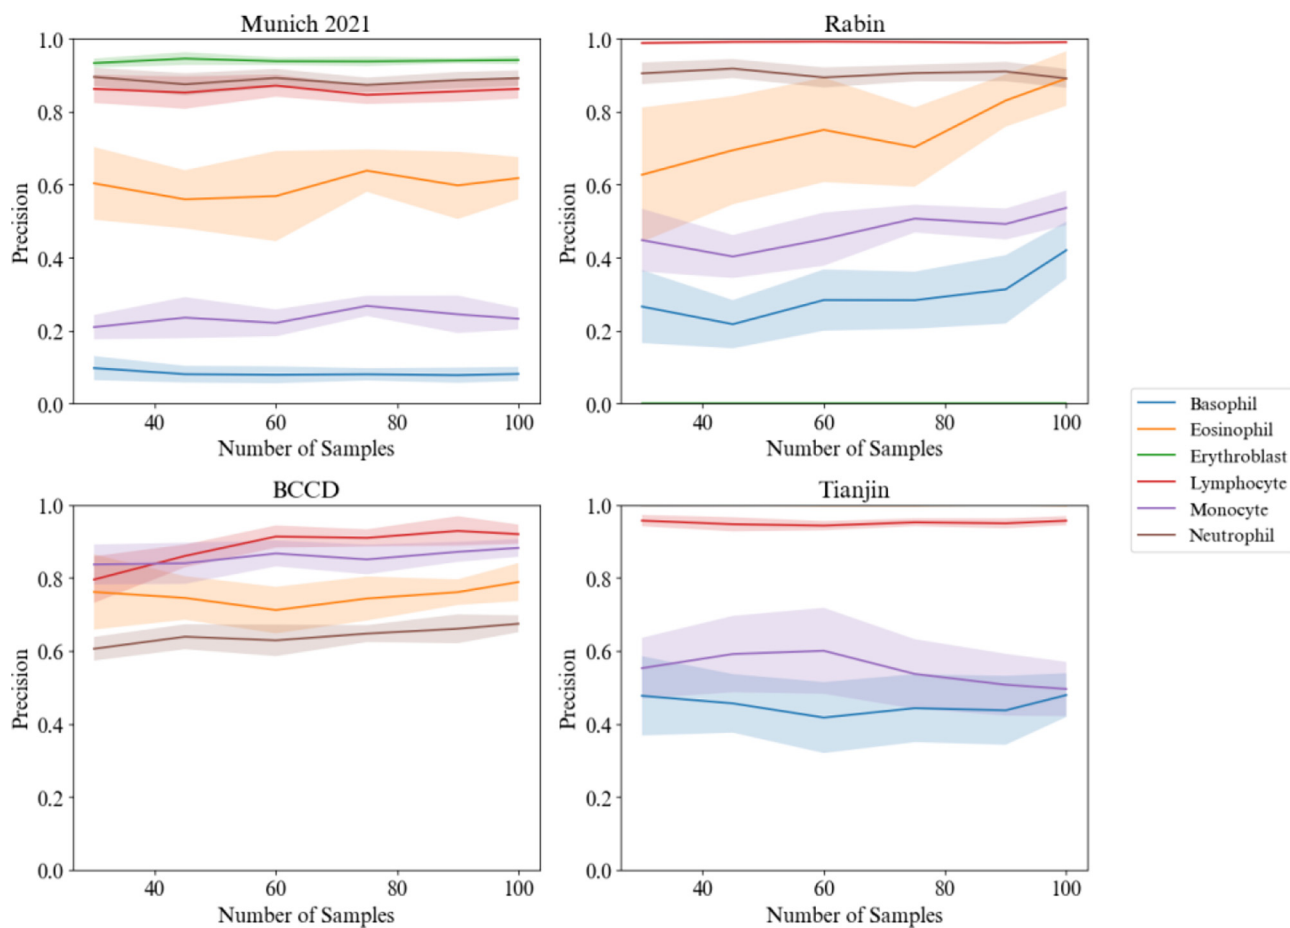 Munich 2021
1.0
0.8
0.6
0.4
0.2
0.0
Precision
40
60
80
100
Number of Samples
Rabin
1.0
0.8
0.6
0.4
0.2
0.0
Precision
40
60
80
100
Number of Samples
BCCD
1.0
0.8
0.6
0.4
0.2
0.0
Precision
40
60
80
100
Number of Samples
Tianjin
1.0
0.8
0.6
0.4
0.2
0.0
Precision
40
60
80
100
Number of Samples
Basophil
Eosinophil
Erythroblast
Lymphocyte
Monocyte
Neutrophil